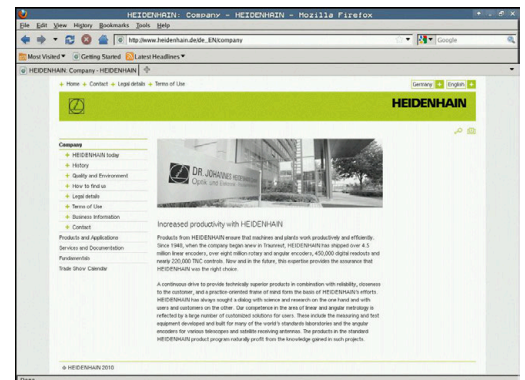 HEIDENHAIN: Company - HEIDENHAIN - Mozilla Firefox
File Edit View History Bookmarks Tools Help
http://www.heidenhain.de/de_EN/company
Google
Most Visited Getting Started Latest Headlines
HEIDENHAIN: Company - HEIDENHAIN
Home Contact Legal details Terms of Use
Germany English
HEIDENHAIN
Company
HEIDENHAIN today
History
Quality and Environment
How to find us
Legal details
Terms of Use
Business Information
Contact
Products and Applications
Services and Documentation
Fundamentals
Trade Show Calendar
DR. JOHANNES HEIDENHAIN
Optik und Elektronik
Increased productivity with HEIDENHAIN
Products from HEIDENHAIN ensure that machines and plants work productively and efficiently.
Since 1948, when the company began anew in Traunreut, HEIDENHAIN has shipped over 4.5
million linear encoders, over eight million rotary and angular encoders, 450,000 digital readouts and
nearly 220,000 TNC controls. Now and in the future, this expertise provides the assurance that
HEIDENHAIN was the right choice.
A continuous drive to provide technically superior products in combination with reliability, closeness
to the customer, and a practice-oriented frame of mind form the basis of HEIDENHAIN's efforts.
HEIDENHAIN has always sought a dialog with science and research on the one hand and with
users and customers on the other. Our competence in the area of linear and angular metrology is
reflected by a large number of customized solutions for users. These include the measuring and test
equipment developed and built for many of the world's standards laboratories and the angular
encoders for various telescopes and satellite receiving antennas. The products in the standard
HEIDENHAIN product program naturally profit from the knowledge gained in such projects.
© HEIDENHAIN 2010
Done